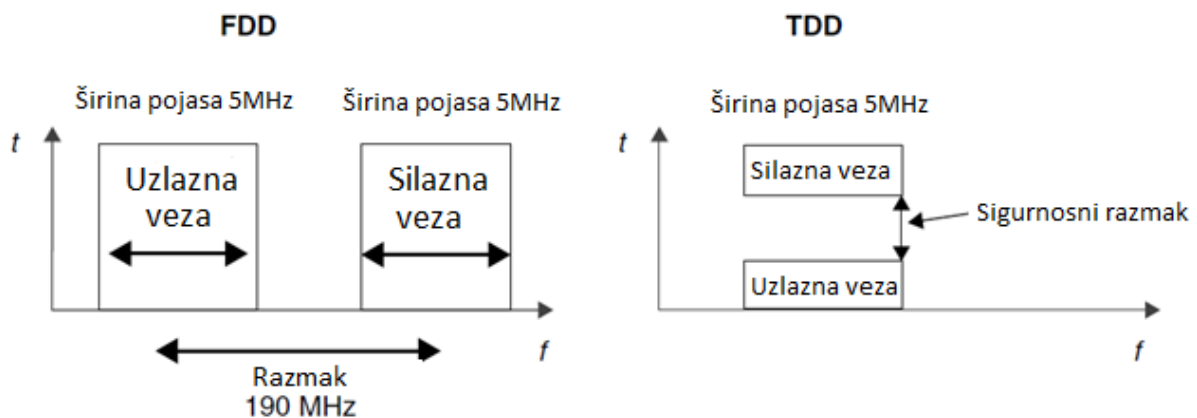 FDD
TDD
Širina pojasa 5MHz
Širina pojasa 5MHz
Širina pojasa 5MHz
t
Uzlazna
veza
Silazna
veza
f
Razmak
190 MHz
t
Silazna veza
Sigurnosni razmak
Uzlazna veza
f